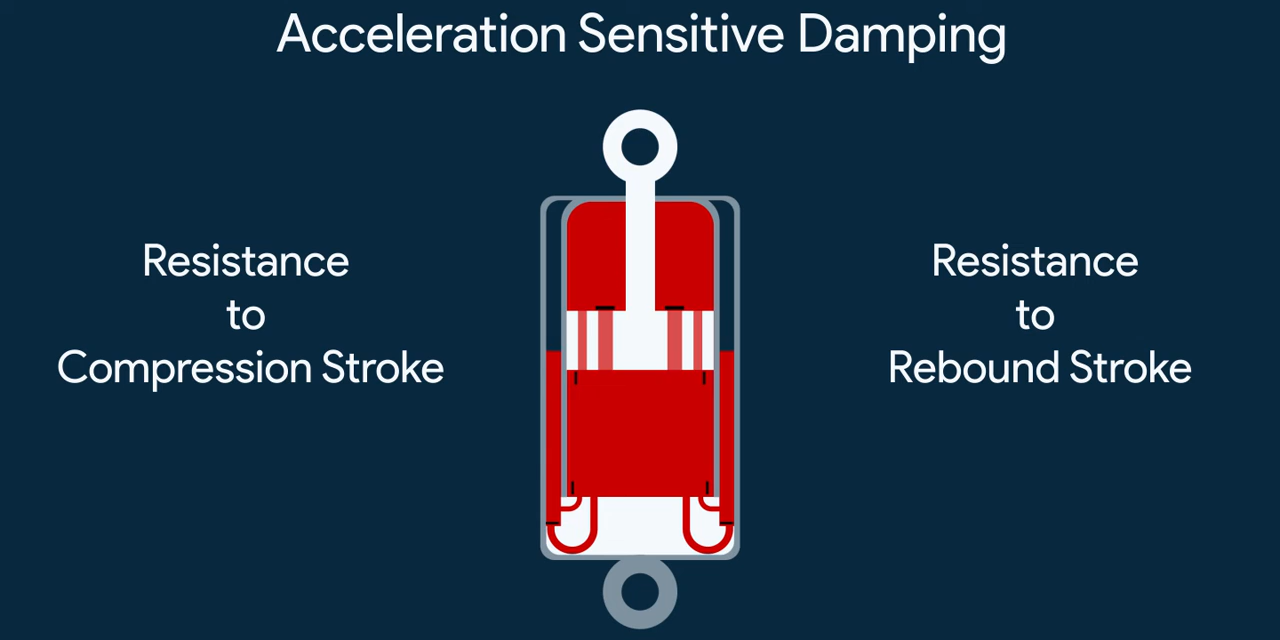 Acceleration Sensitive Damping
Resistance
to
Compression Stroke
Resistance
to
Rebound Stroke